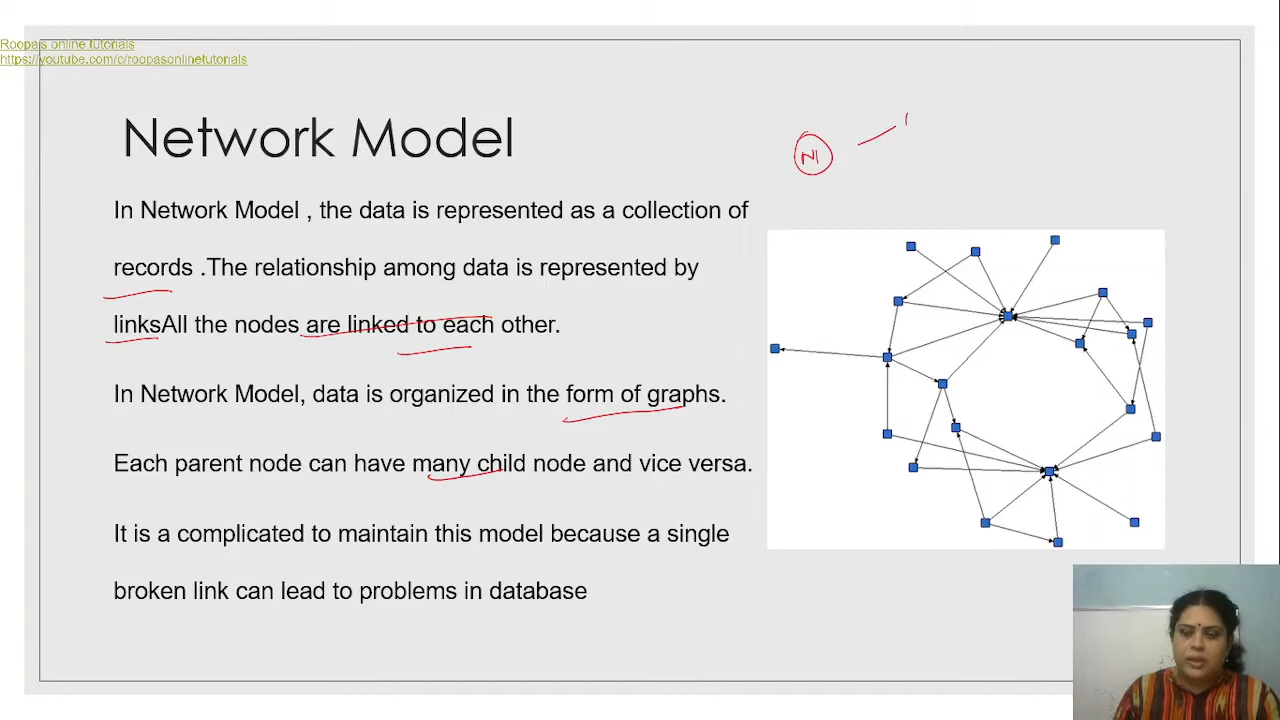 Roopa's online tutorials
https://youtube.com/c/roopasonlinetutorials
Network Model
N1
In Network Model , the data is represented as a collection of
records .The relationship among data is represented by
linksAll the nodes are linked to each other.
In Network Model, data is organized in the form of graphs.
Each parent node can have many child node and vice versa.
It is a complicated to maintain this model because a single
broken link can lead to problems in database